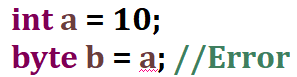 int a = 10;
byte b = a; //Error